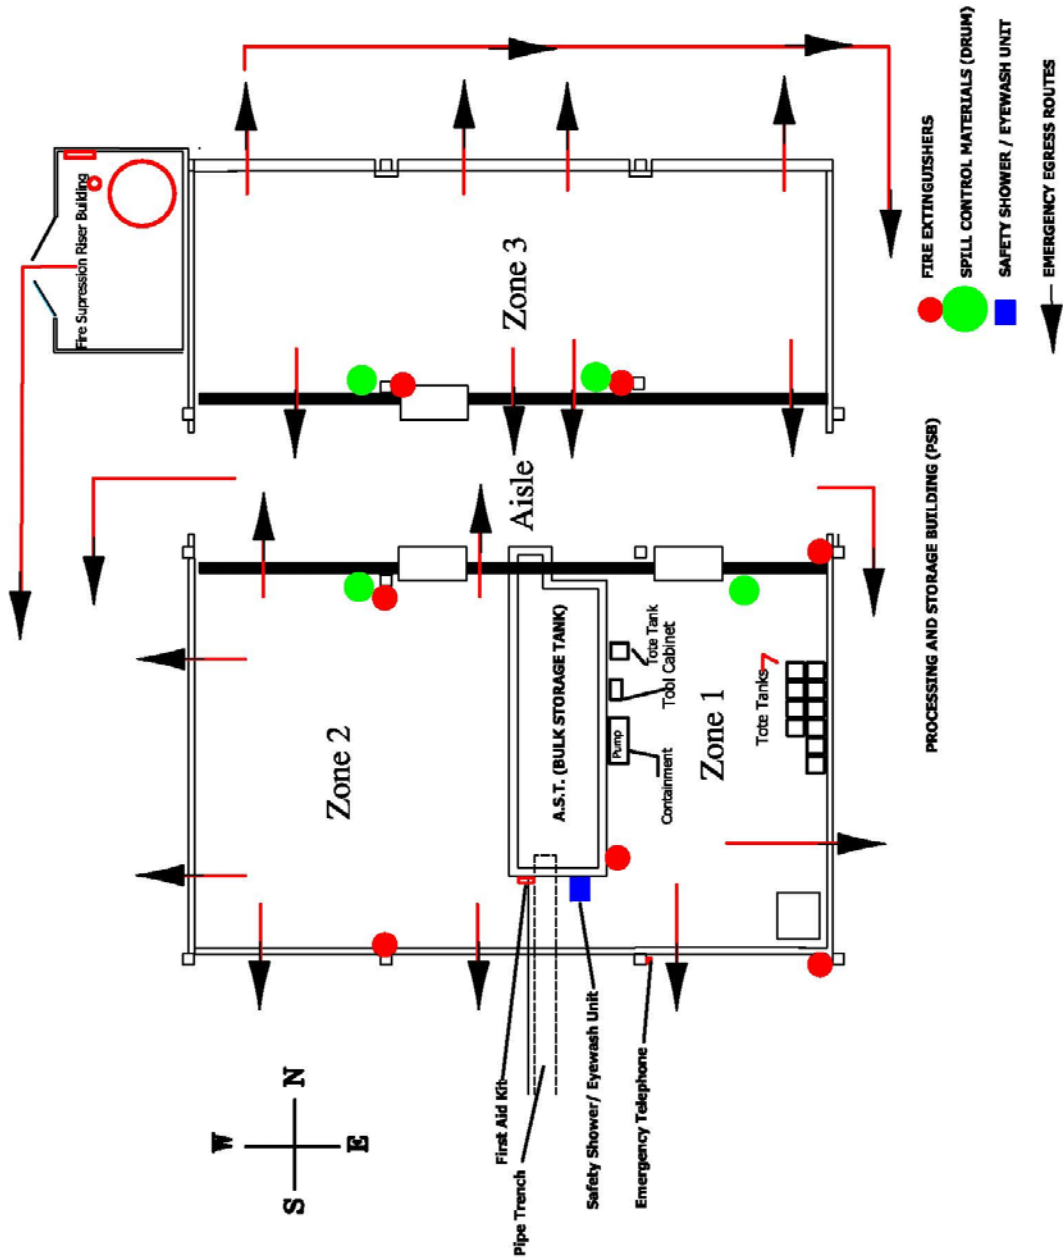 Fire Supression Riser Building
Zone 3
Aisle
Zone 2
A.S.T. (BULK STORAGE TANK)
Tote Tank
Tool Cabinet
Pump
Containment
Zone 1
Tote Tanks
7
W
N
S
E
First Aid Kit
Pipe Trench
Safety Shower/ Eyewash Unit
Emergency Telephone
PROCESSING AND STORAGE BUILDING (PSB)
FIRE EXTINGUISHERS
SPILL CONTROL MATERIALS (DRUM)
SAFETY SHOWER / EYEWASH UNIT
EMERGENCY EGRESS ROUTES